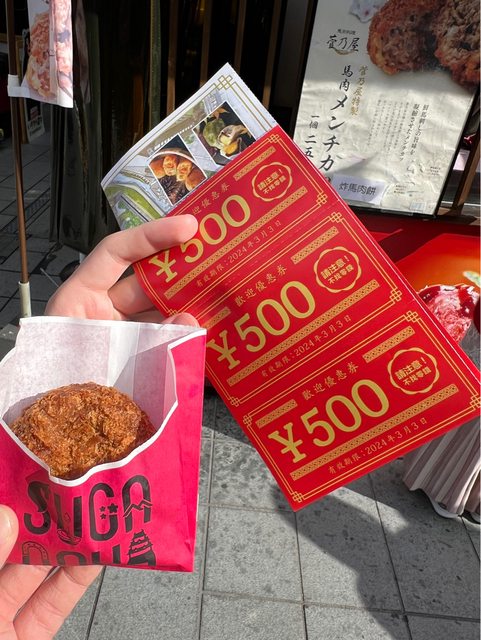 菅乃屋
菅乃屋特製
馬肉メンチカ
一個二五
炸馬肉餅
歡迎優惠券
¥500
有效期限：2024年3月3日
請注意！
不找零錢
歡迎優惠券
¥500
有效期限：2024年3月3日
請注意！
不找零錢
歡迎優惠券
¥500
有效期限：2024年3月3日
請注意！
不找零錢
SUGA